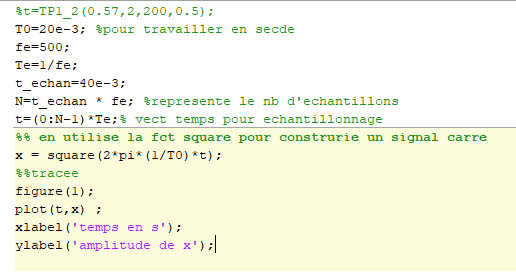 %t=TP1_2(0.57,2,200,0.5);
T0=20e-3; %pour travailler en secde
fe=500;
Te=1/fe;
t_echan=40e-3;
N=t_echan * fe; %represente le nb d'echantillons
t=(0:N-1)*Te;% vect temps pour echantillonnage
%% en utilise la fct square pour construrie un signal carre
x = square(2*pi*(1/T0)*t);
%%tracee
figure(1);
plot(t,x) ;
xlabel('temps en s');
ylabel('amplitude de x');